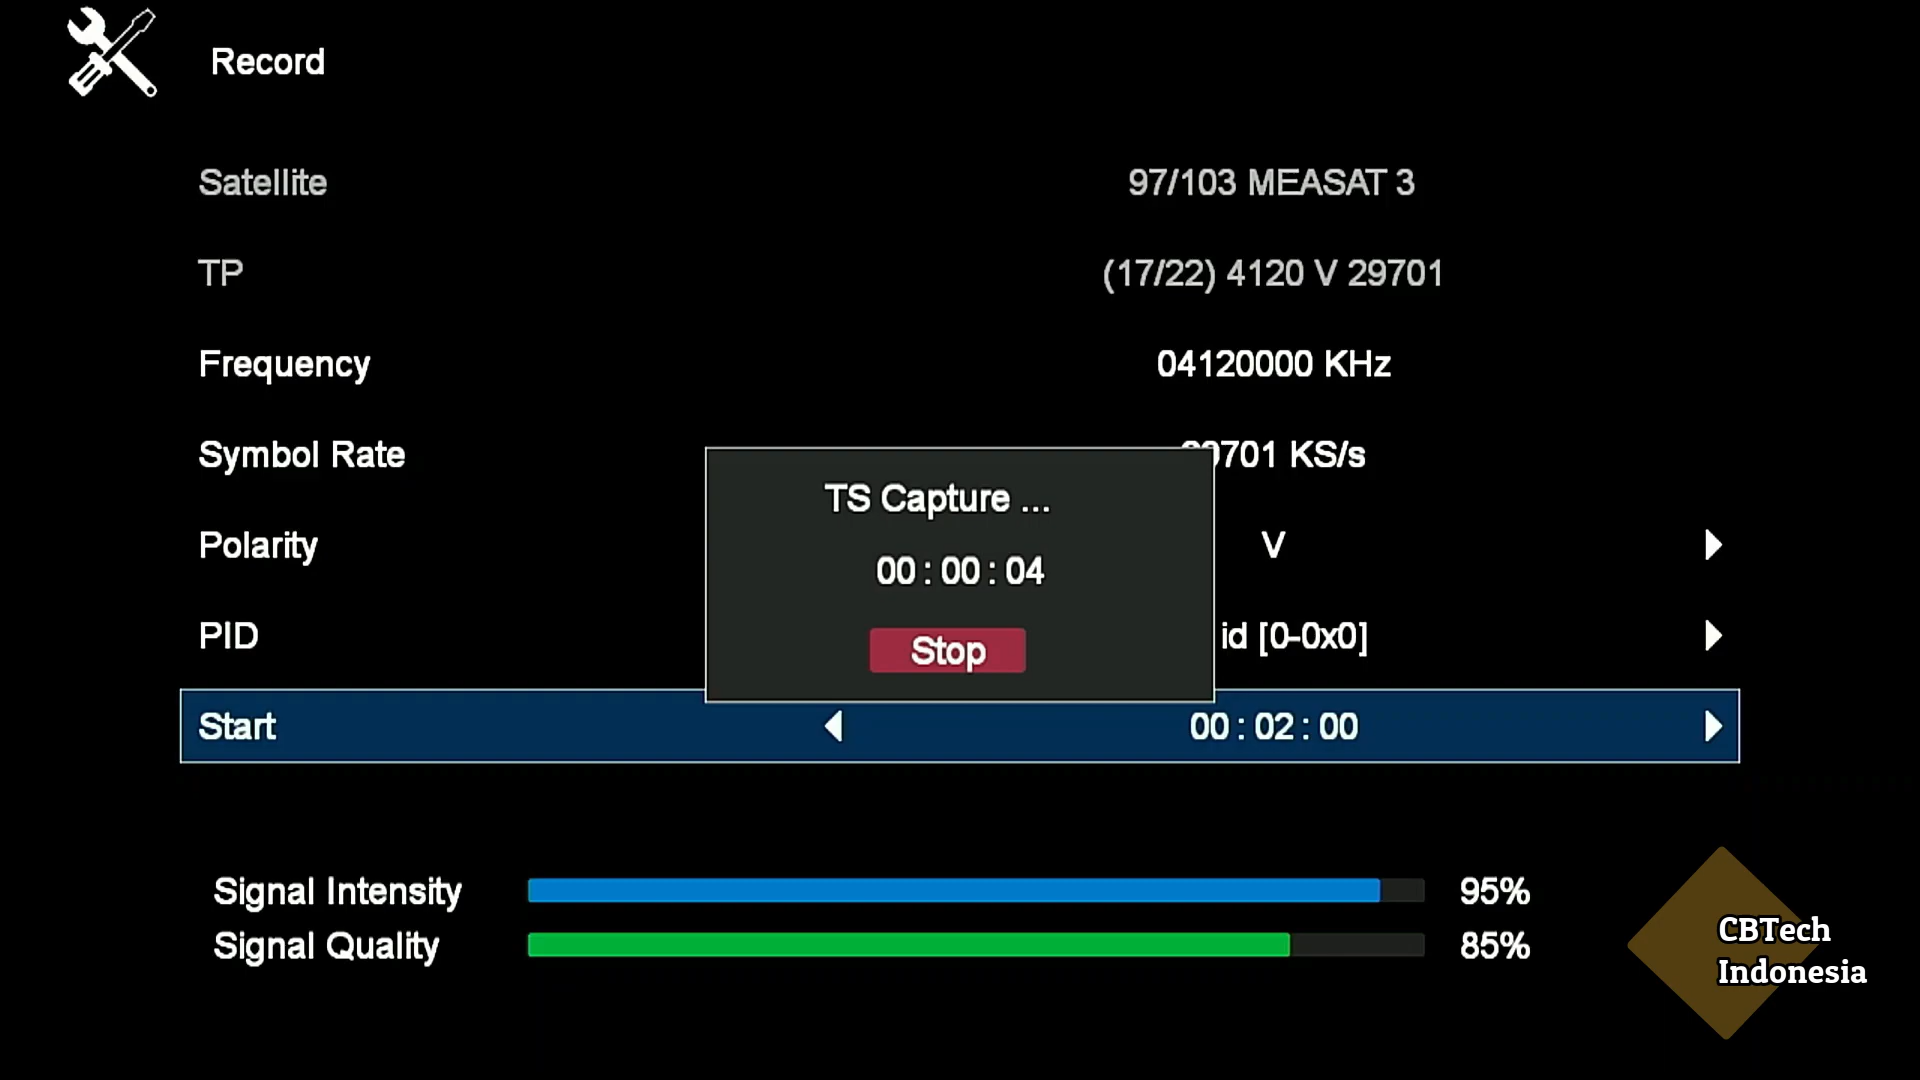 Record
Satellite 97/103 MEASAT 3
TP (17/22) 4120 V 29701
Frequency 04120000 KHz
Symbol Rate 701 KS/s
TS Capture ...
Polarity V
00 : 00 : 04
PID id [0-0x0]
Stop
Start 00 : 02 : 00
Signal Intensity 95%
Signal Quality 85%
CBTech
Indonesia